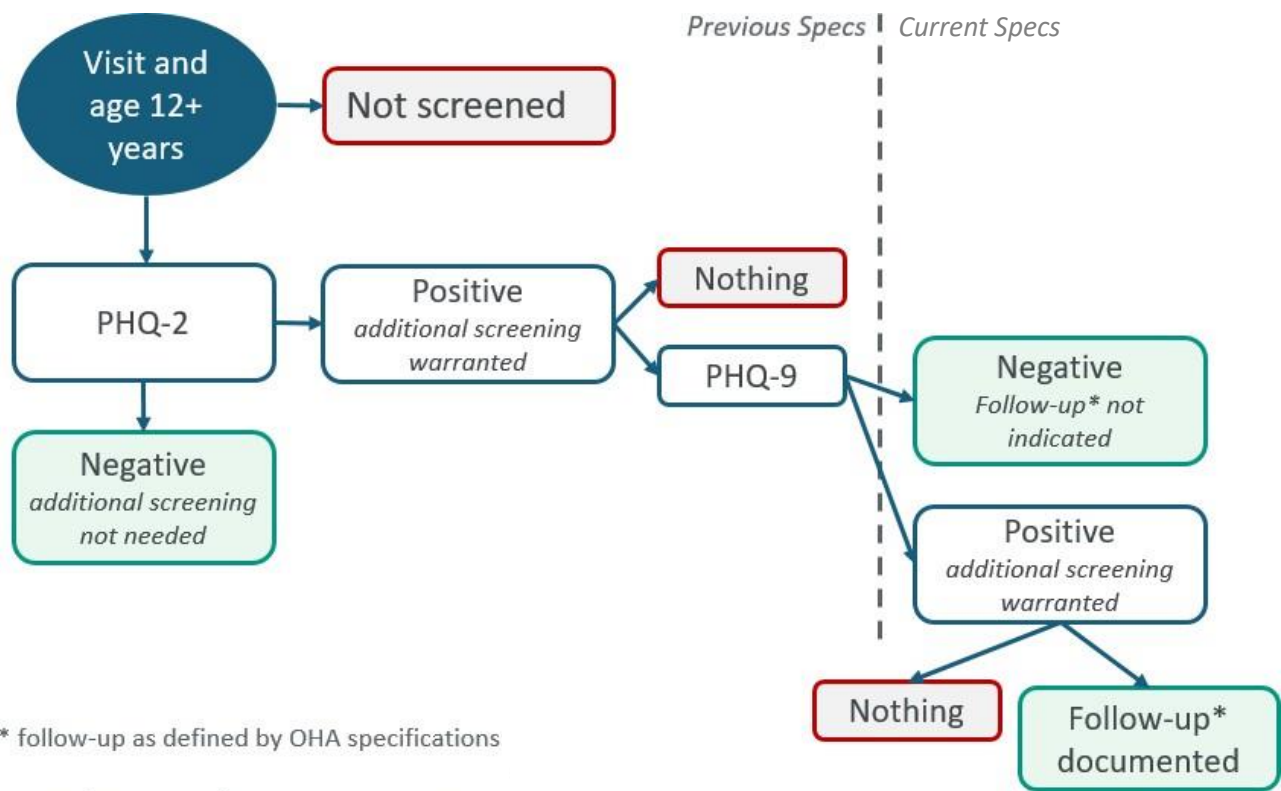 Previous Specs
Current Specs
Visit and
age 12+
years
Not screened
PHQ-2
Positive
additional screening
warranted
Nothing
PHQ-9
Negative
additional screening
not needed
Negative
Follow-up* not
indicated
Positive
additional screening
warranted
Nothing
Follow-up*
documented
* follow-up as defined by OHA specifications